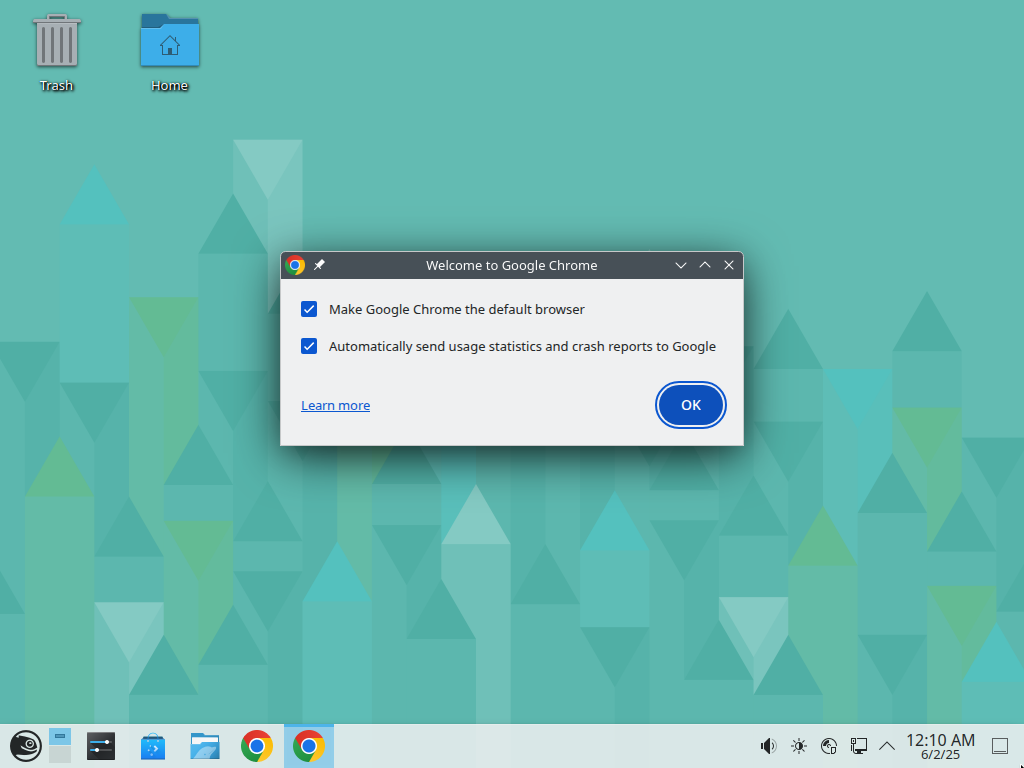 Trash
Home
Welcome to Google Chrome
Make Google Chrome the default browser
Automatically send usage statistics and crash reports to Google
Learn more
OK
12:10 AM
6/2/25